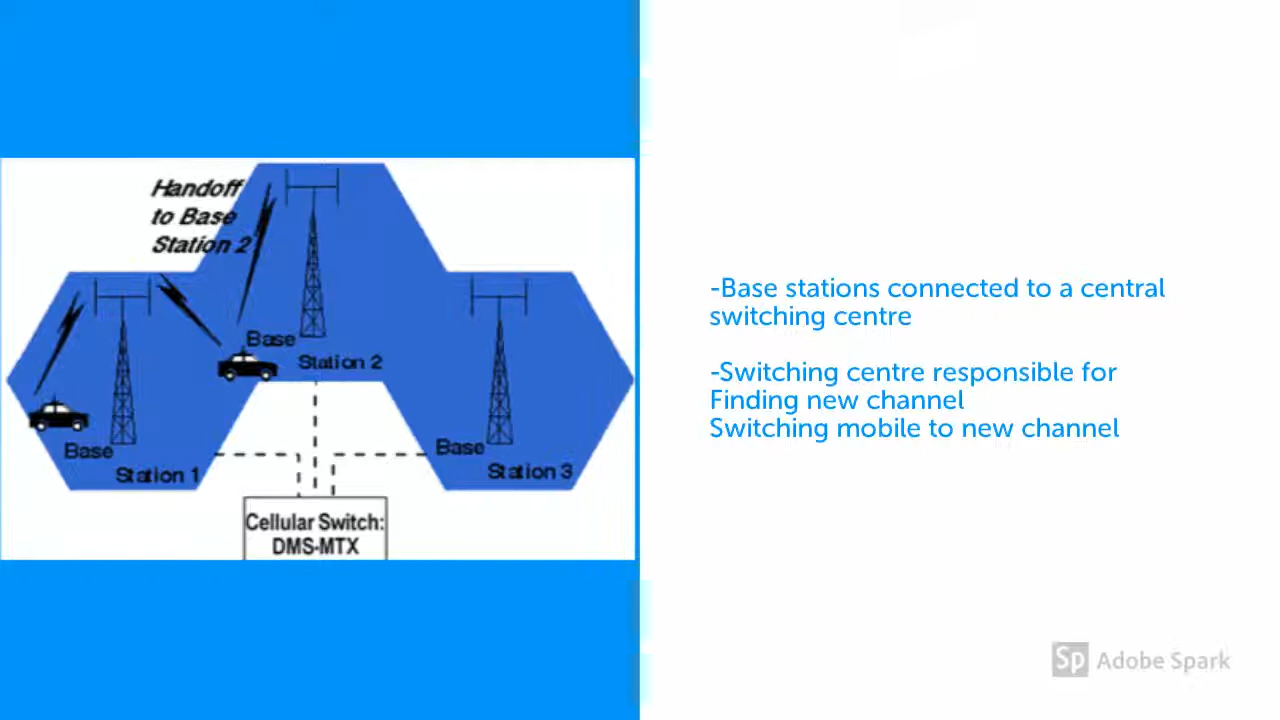 Handoff
to Base
Station 2
Base
Station 2
Base
Station 1
Base
Station 3
Cellular Switch:
DMS-MTX
-Base stations connected to a central
switching centre
-Switching centre responsible for
Finding new channel
Switching mobile to new channel
Sp Adobe Spark